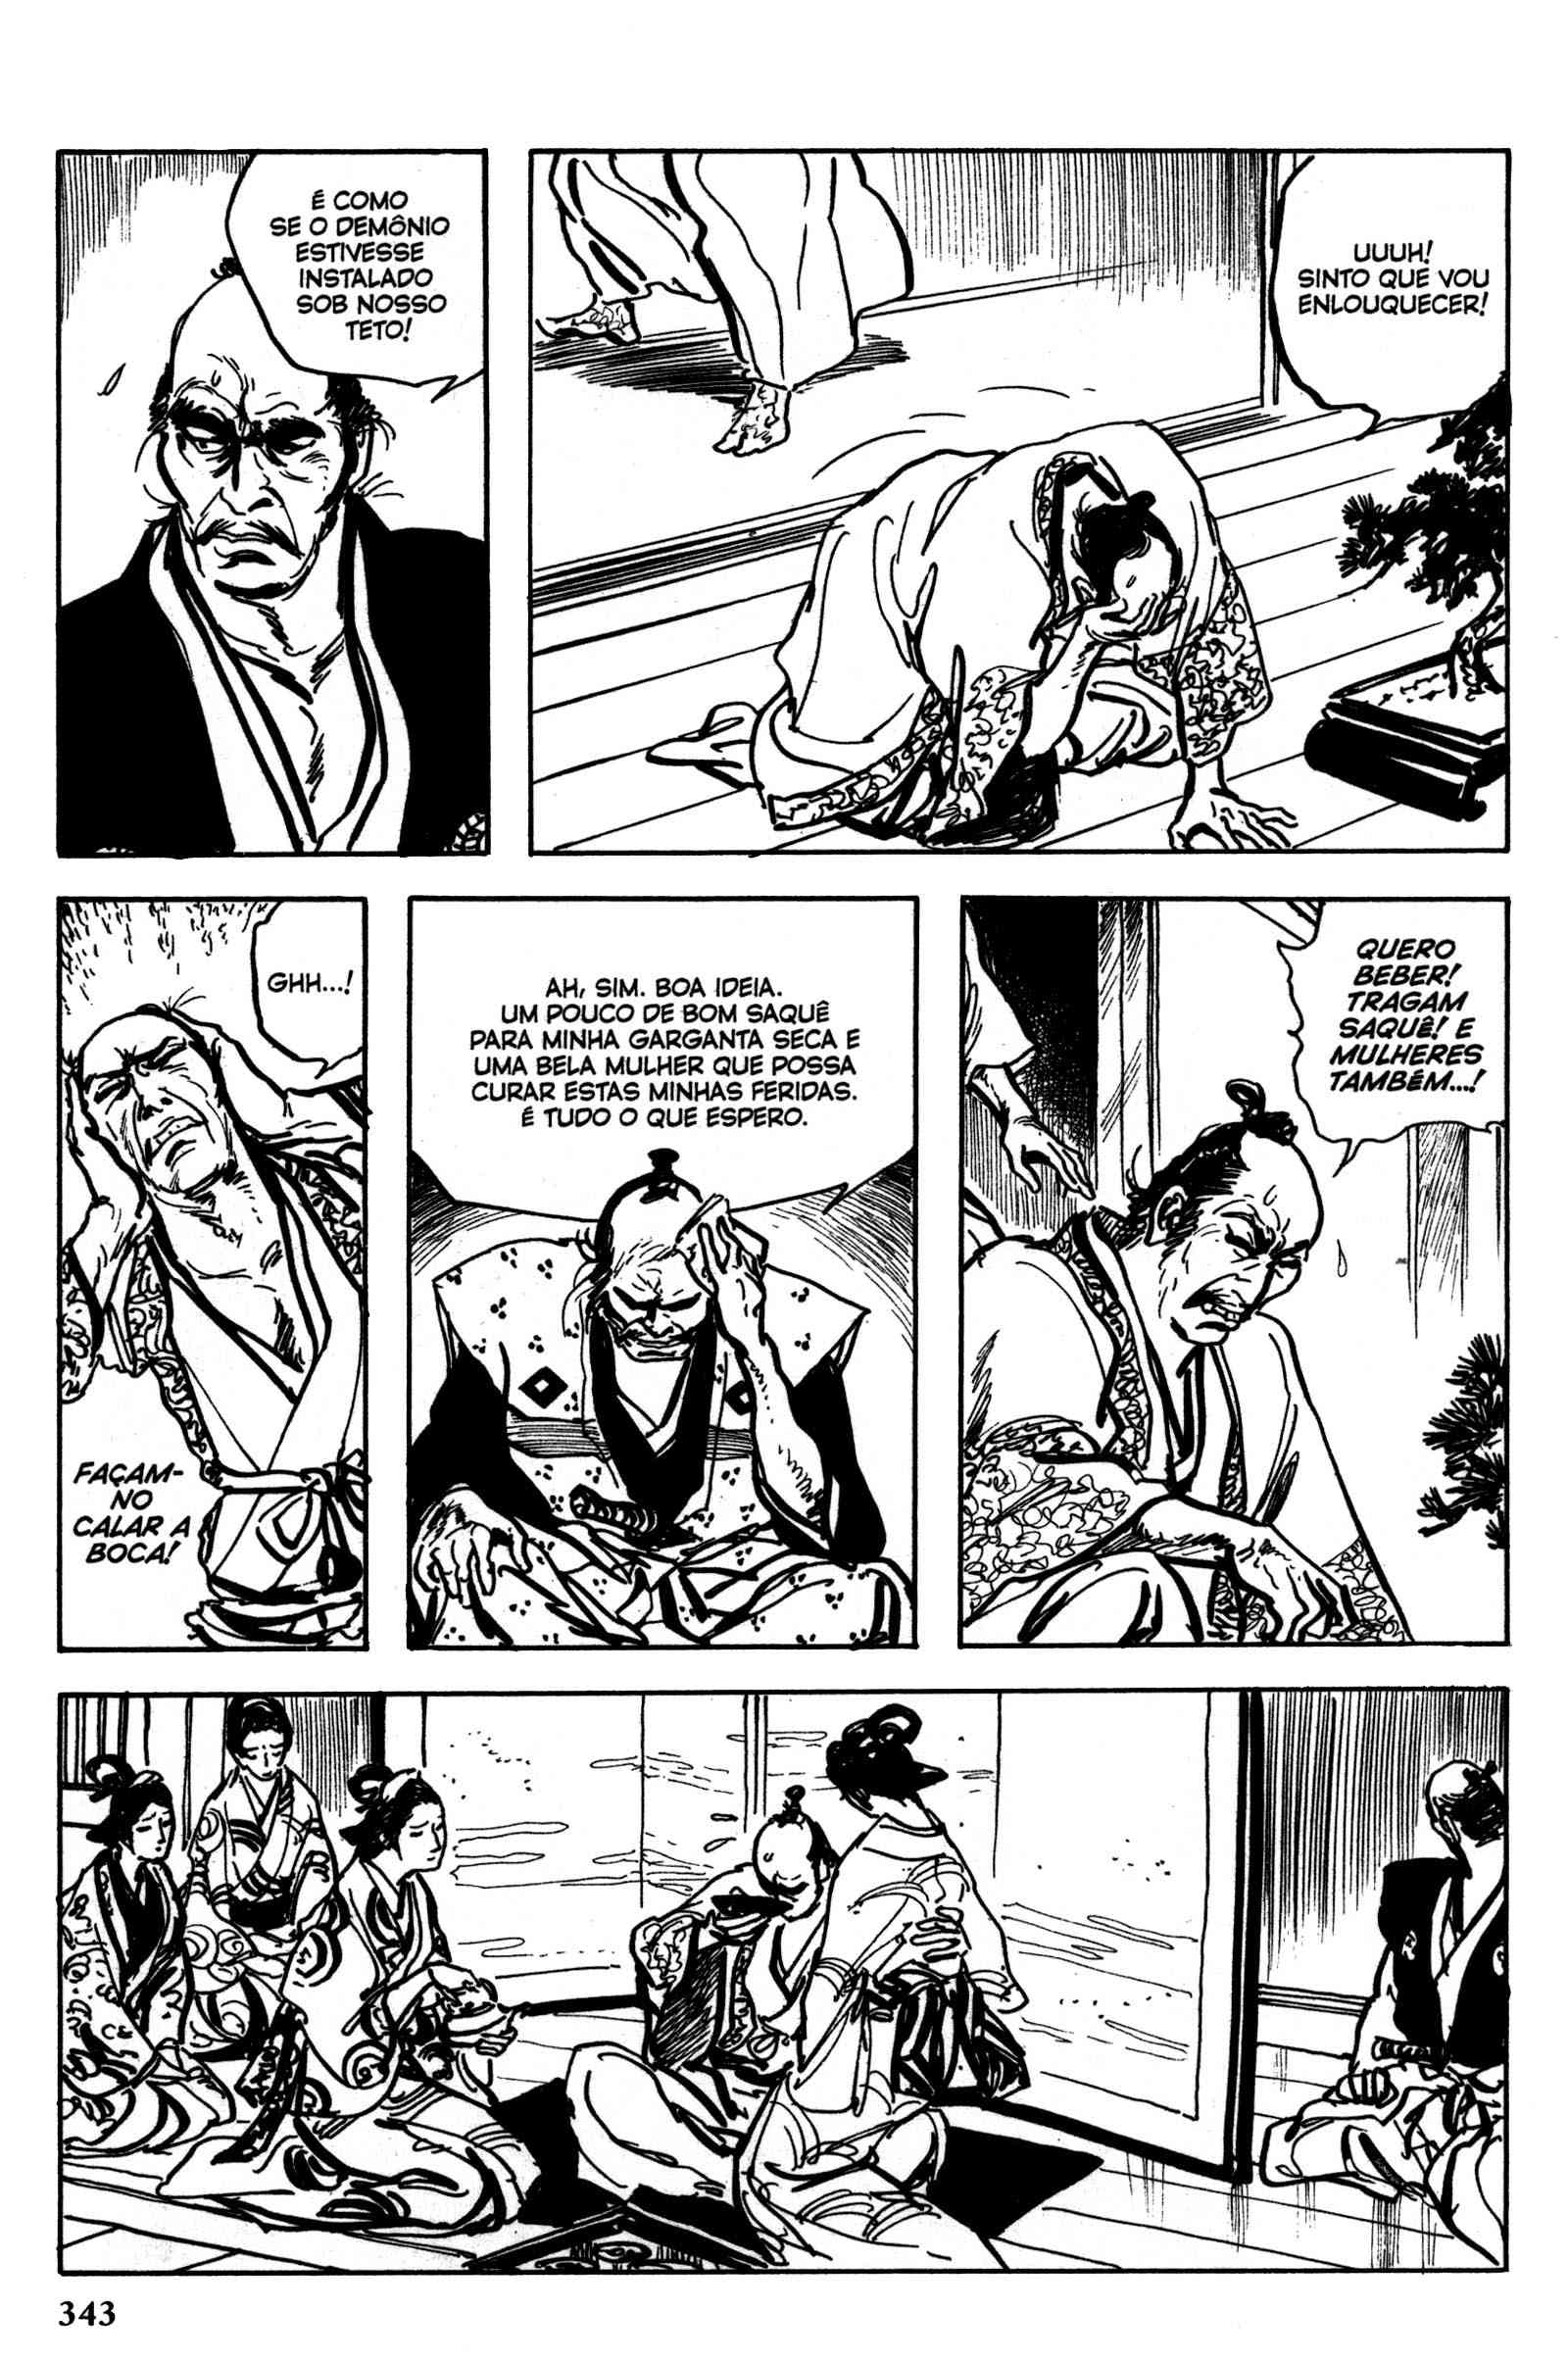 UUUH!
SINTO QUE VOU
ENLOUQUECER!
É COMO
SE O DEMÔNIO
ESTIVESSE
INSTALADO
SOB NOSSO
TETO!
QUERO
BEBER!
TRAGAM
SAQUÊ! E
MULHERES
TAMBÉM...!
AH, SIM. BOA IDEIA.
UM POUCO DE BOM SAQUÊ
PARA MINHA GARGANTA SECA E
UMA BELA MULHER QUE POSSA
CURAR ESTAS MINHAS FERIDAS.
É TUDO O QUE ESPERO.
GHH...!
FAÇAM-
NO
CALAR A
BOCA!
343